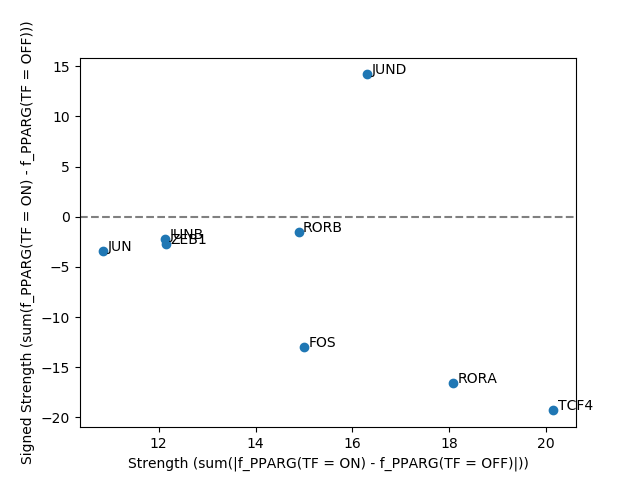 Signed Strength (sum(f_PPARG(TF = ON) - f_PPARG(TF = OFF)))
15
10
5
0
−5
−10
−15
−20
JUND
RORB
JUNB
ZEB1
JUN
FOS
RORA
TCF4
12
14
16
18
20
Strength (sum(|f_PPARG(TF = ON) - f_PPARG(TF = OFF)|))